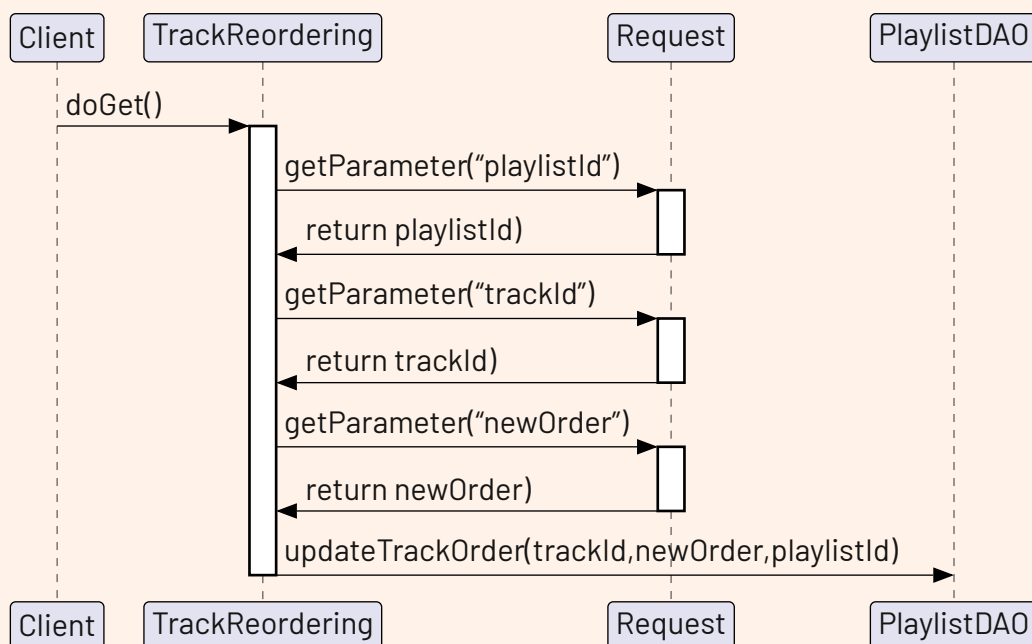 Client TrackReordering Request PlaylistDAO
doGet()
getParameter(“playlistId”)
return playlistId)
getParameter(“trackId”)
return trackId)
getParameter(“newOrder”)
return newOrder)
updateTrackOrder(trackId,newOrder,playlistId)
Client TrackReordering Request PlaylistDAO